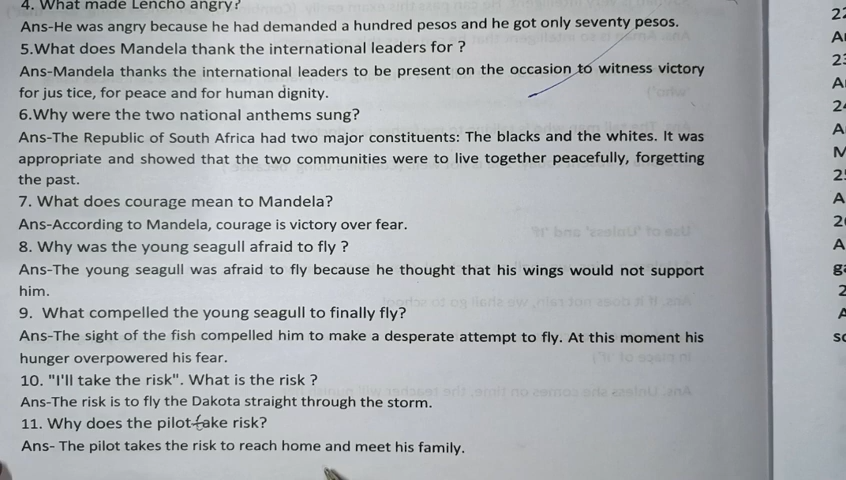 4. What made Lencho angry?
Ans-He was angry because he had demanded a hundred pesos and he got only seventy pesos.
5.What does Mandela thank the international leaders for ?
Ans-Mandela thanks the international leaders to be present on the occasion to witness victory
for jus tice, for peace and for human dignity.
6.Why were the two national anthems sung?
Ans-The Republic of South Africa had two major constituents: The blacks and the whites. It was
appropriate and showed that the two communities were to live together peacefully, forgetting
the past.
7. What does courage mean to Mandela?
Ans-According to Mandela, courage is victory over fear.
8. Why was the young seagull afraid to fly ?
Ans-The young seagull was afraid to fly because he thought that his wings would not support
him.
9. What compelled the young seagull to finally fly?
Ans-The sight of the fish compelled him to make a desperate attempt to fly. At this moment his
hunger overpowered his fear.
10. "I'll take the risk". What is the risk ?
Ans-The risk is to fly the Dakota straight through the storm.
11. Why does the pilot take risk?
Ans- The pilot takes the risk to reach home and meet his family.